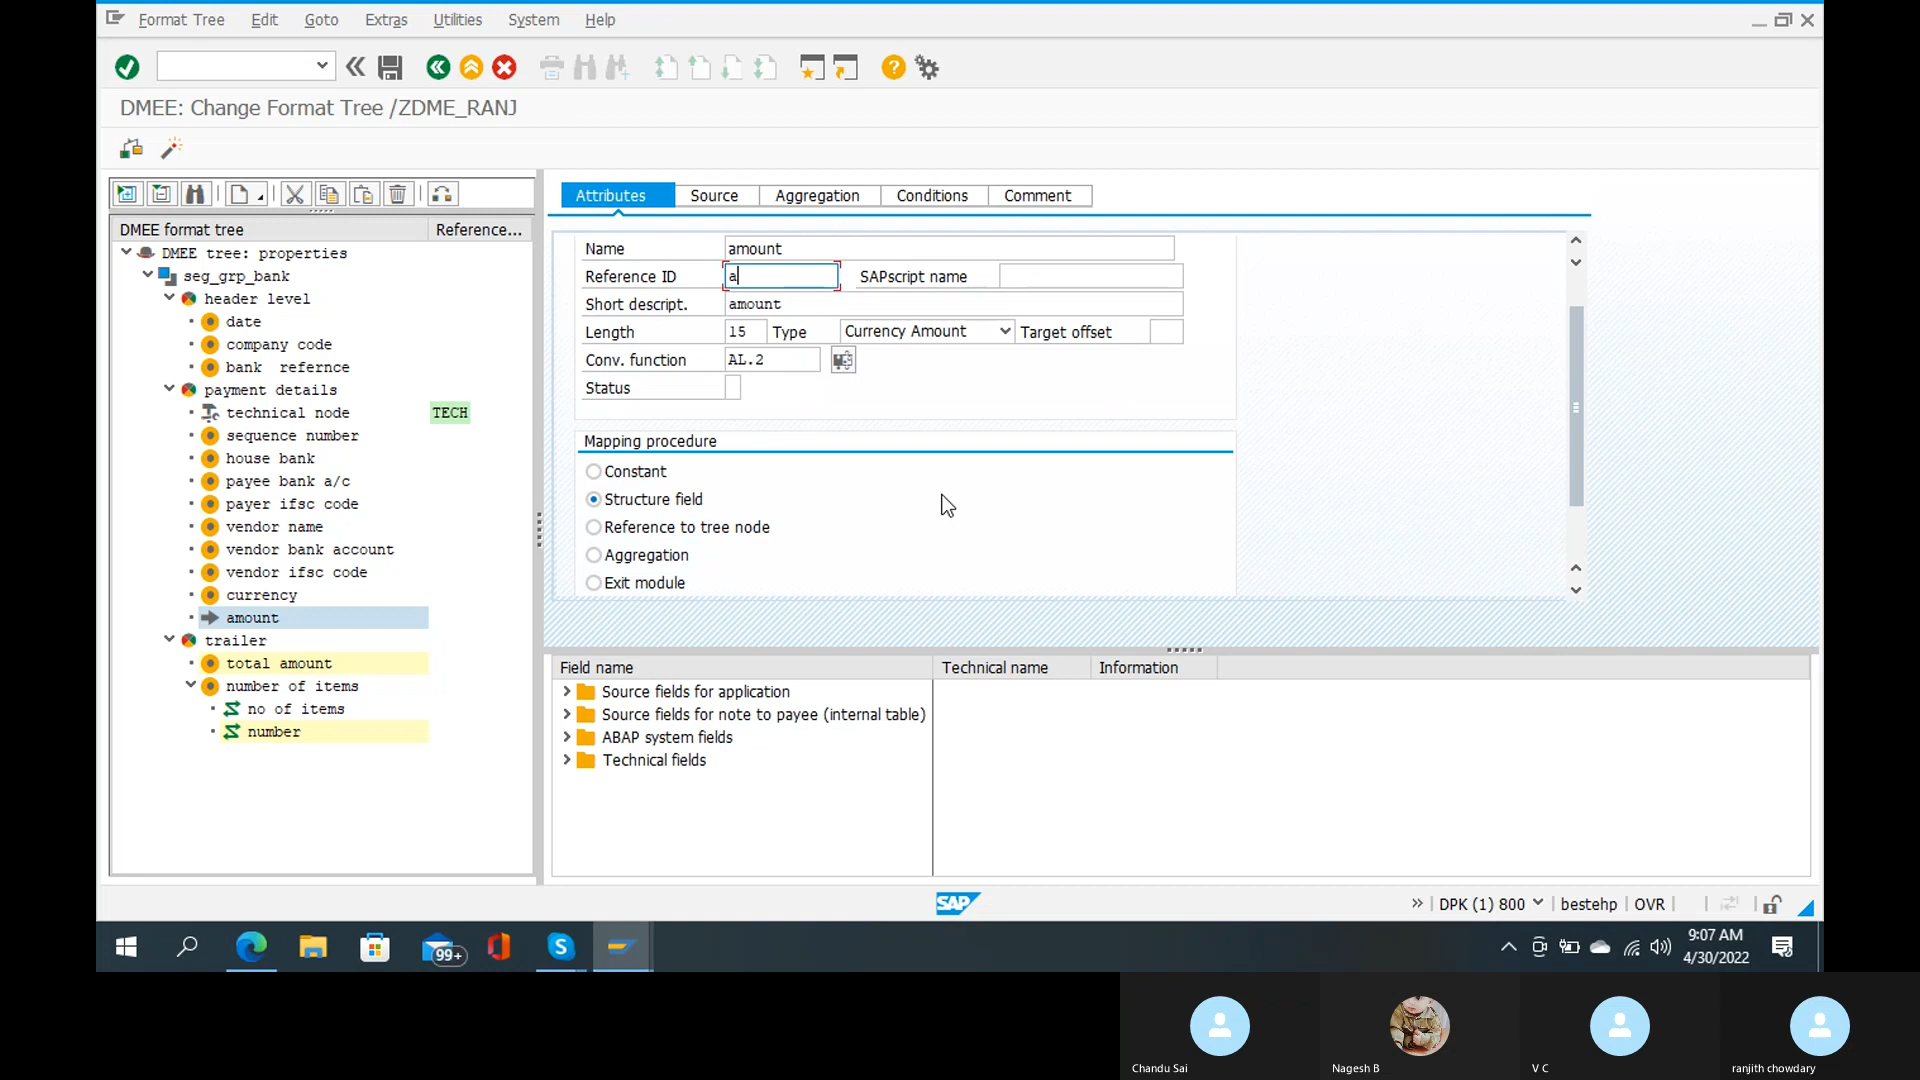 Format Tree Edit Goto Extras Utilities System Help
DMEE: Change Format Tree /ZDME_RANJ
DMEE format tree Reference...
DMEE tree: properties
seg_grp_bank
header level
date
company code
bank refernce
payment details
technical node TECH
sequence number
house bank
payee bank a/c
payer ifsc code
vendor name
vendor bank account
vendor ifsc code
currency
amount
trailer
total amount
number of items
no of items
number
Attributes Source Aggregation Conditions Comment
Name amount
Reference ID a SAPscript name
Short descript. amount
Length 15 Type Currency Amount Target offset
Conv. function AL.2
Status
Mapping procedure
Constant
Structure field
Reference to tree node
Aggregation
Exit module
Field name Technical name Information
Source fields for application
Source fields for note to payee (internal table)
ABAP system fields
Technical fields
SAP DPK (1) 800 bestehp OVR
99+
9:07 AM
4/30/2022
Chandu Sai Nagesh B V C ranjith chowdary